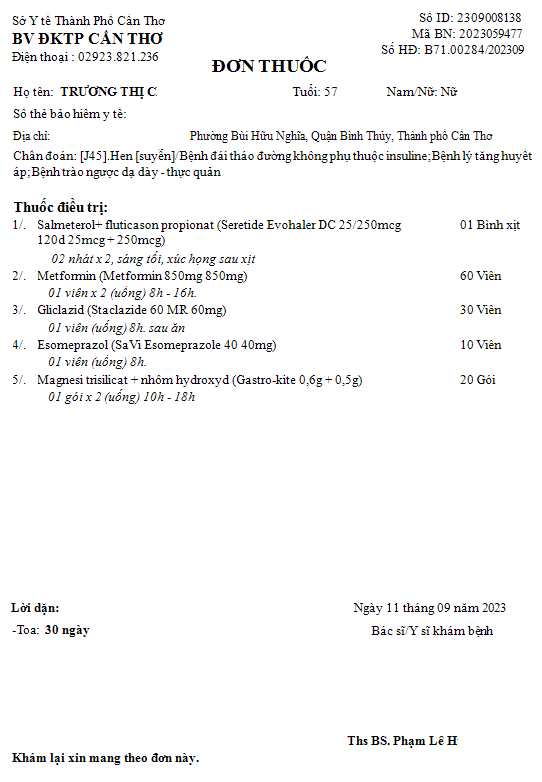 Sở Y tế Thành Phố Cần Thơ
BV ĐKTP CẦN THƠ
Điện thoại : 02923.821.236
Số ID: 2309008138
Mã BN: 2023059477
Số HĐ: B71.00284/202309
ĐƠN THUỐC
Họ tên: TRƯƠNG THỊ C Tuổi: 57 Nam/Nữ: Nữ
Số thẻ bảo hiểm y tế:
Địa chỉ: Phường Bùi Hữu Nghĩa, Quận Bình Thủy, Thành phố Cần Thơ
Chẩn đoán: [J45].Hen [suyễn]/Bệnh đái tháo đường không phụ thuộc insuline;Bệnh lý tăng huyết
áp;Bệnh trào ngược dạ dày - thực quản
Thuốc điều trị:
1/. Salmeterol+ fluticason propionat (Seretide Evohaler DC 25/250mcg 01 Bình xịt
120d 25mcg + 250mcg)
02 nhát x 2, sáng tối, xúc họng sau xịt
2/. Metformin (Metformin 850mg 850mg) 60 Viên
01 viên x 2 (uống) 8h - 16h.
3/. Gliclazid (Staclazide 60 MR 60mg) 30 Viên
01 viên (uống) 8h. sau ăn
4/. Esomeprazol (SaVi Esomeprazole 40 40mg) 10 Viên
01 viên (uống) 8h.
5/. Magnesi trisilicat + nhôm hydroxyd (Gastro-kite 0,6g + 0,5g) 20 Gói
01 gói x 2 (uống) 10h - 18h
Lời dặn: Ngày 11 tháng 09 năm 2023
-Toa: 30 ngày Bác sĩ/Y sĩ khám bệnh
Ths BS. Phạm Lê H
Khám lại xin mang theo đơn này.